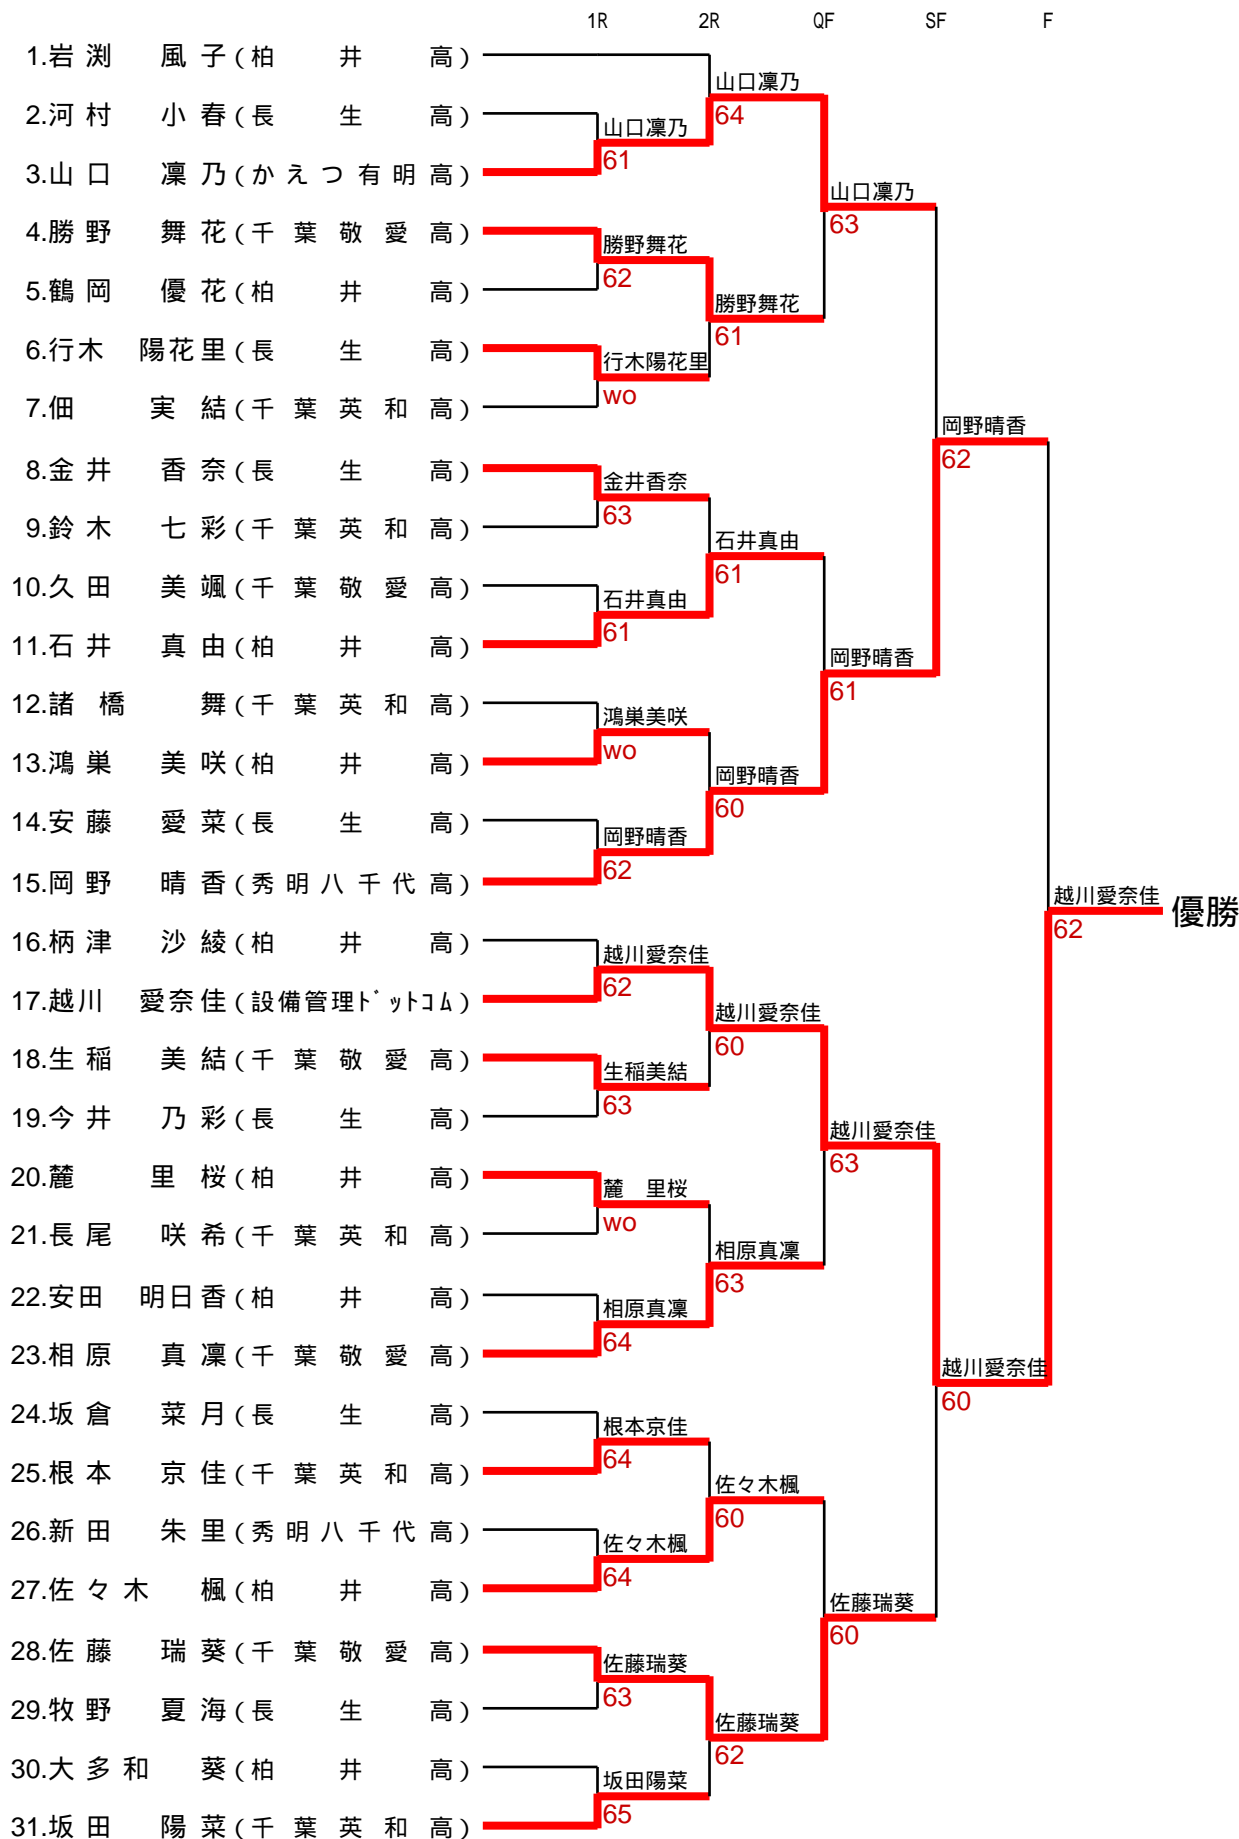 1R 2R QF SF F
1.岩渕 風子(柏井高)
2.河村 小春(長生高)
3.山口 凜乃(かえつ有明高)
4.勝野 舞花(千葉敬愛高)
5.鶴岡 優花(柏井高)
6.行木 陽花里(長生高)
7.佃 実結(千葉英和高)
8.金井 香奈(長生高)
9.鈴木 七彩(千葉英和高)
10.久田 美颯(千葉敬愛高)
11.石井 真由(柏井高)
12.諸橋 舞(千葉英和高)
13.鴻巣 美咲(柏井高)
14.安藤 愛菜(長生高)
15.岡野 晴香(秀明八千代高)
16.柄津 沙綾(柏井高)
17.越川 愛奈佳(設備管理ﾄﾞｯﾄｺﾑ)
18.生稲 美結(千葉敬愛高)
19.今井 乃彩(長生高)
20.麓 里桜(柏井高)
21.長尾 咲希(千葉英和高)
22.安田 明日香(柏井高)
23.相原 真凜(千葉敬愛高)
24.坂倉 菜月(長生高)
25.根本 京佳(千葉英和高)
26.新田 朱里(秀明八千代高)
27.佐々木 楓(柏井高)
28.佐藤 瑞葵(千葉敬愛高)
29.牧野 夏海(長生高)
30.大多和 葵(柏井高)
31.坂田 陽菜(千葉英和高)
山口凜乃
61
勝野舞花
62
行木陽花里
wo
金井香奈
63
石井真由
61
鴻巣美咲
wo
岡野晴香
62
越川愛奈佳
62
生稲美結
63
麓 里桜
wo
相原真凜
64
根本京佳
64
佐々木楓
64
佐藤瑞葵
63
坂田陽菜
65
山口凜乃
64
勝野舞花
61
石井真由
61
岡野晴香
60
越川愛奈佳
60
相原真凜
63
佐々木楓
60
佐藤瑞葵
62
山口凜乃
63
岡野晴香
61
越川愛奈佳
63
佐藤瑞葵
60
岡野晴香
62
越川愛奈佳
60
越川愛奈佳
62
優勝